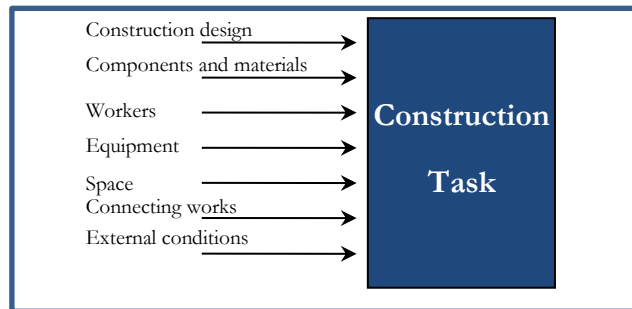 Construction design
Components and materials
Workers
Equipment
Space
Connecting works
External conditions
Construction
Task